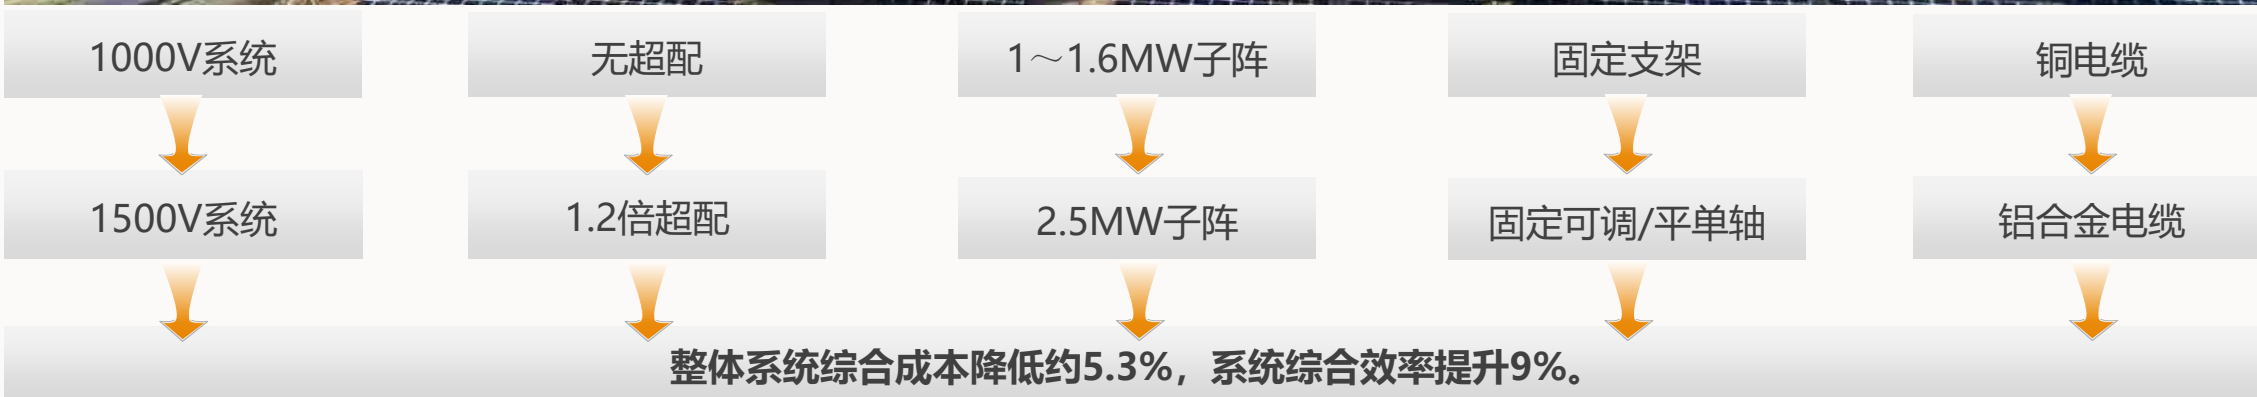 1000V系统
无超配
1～1.6MW子阵
固定支架
铜电缆
1500V系统
1.2倍超配
2.5MW子阵
固定可调/平单轴
铝合金电缆
整体系统综合成本降低约5.3%，系统综合效率提升9%。